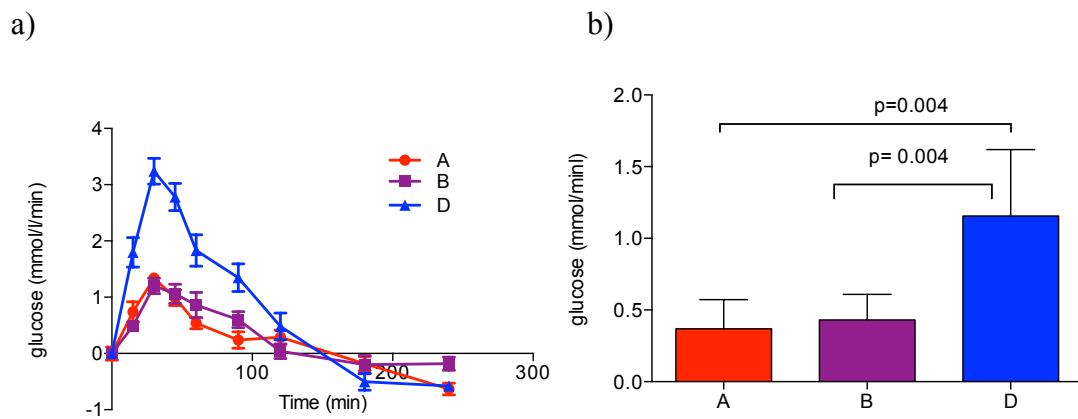 a)
glucose (mmol/l/min)
4
3
2
1
0
-1
100
200
300
Time (min)
A
B
D
b)
glucose (mmol/minl)
2.0
1.5
1.0
0.5
0.0
p=0.004
p= 0.004
A
B
D